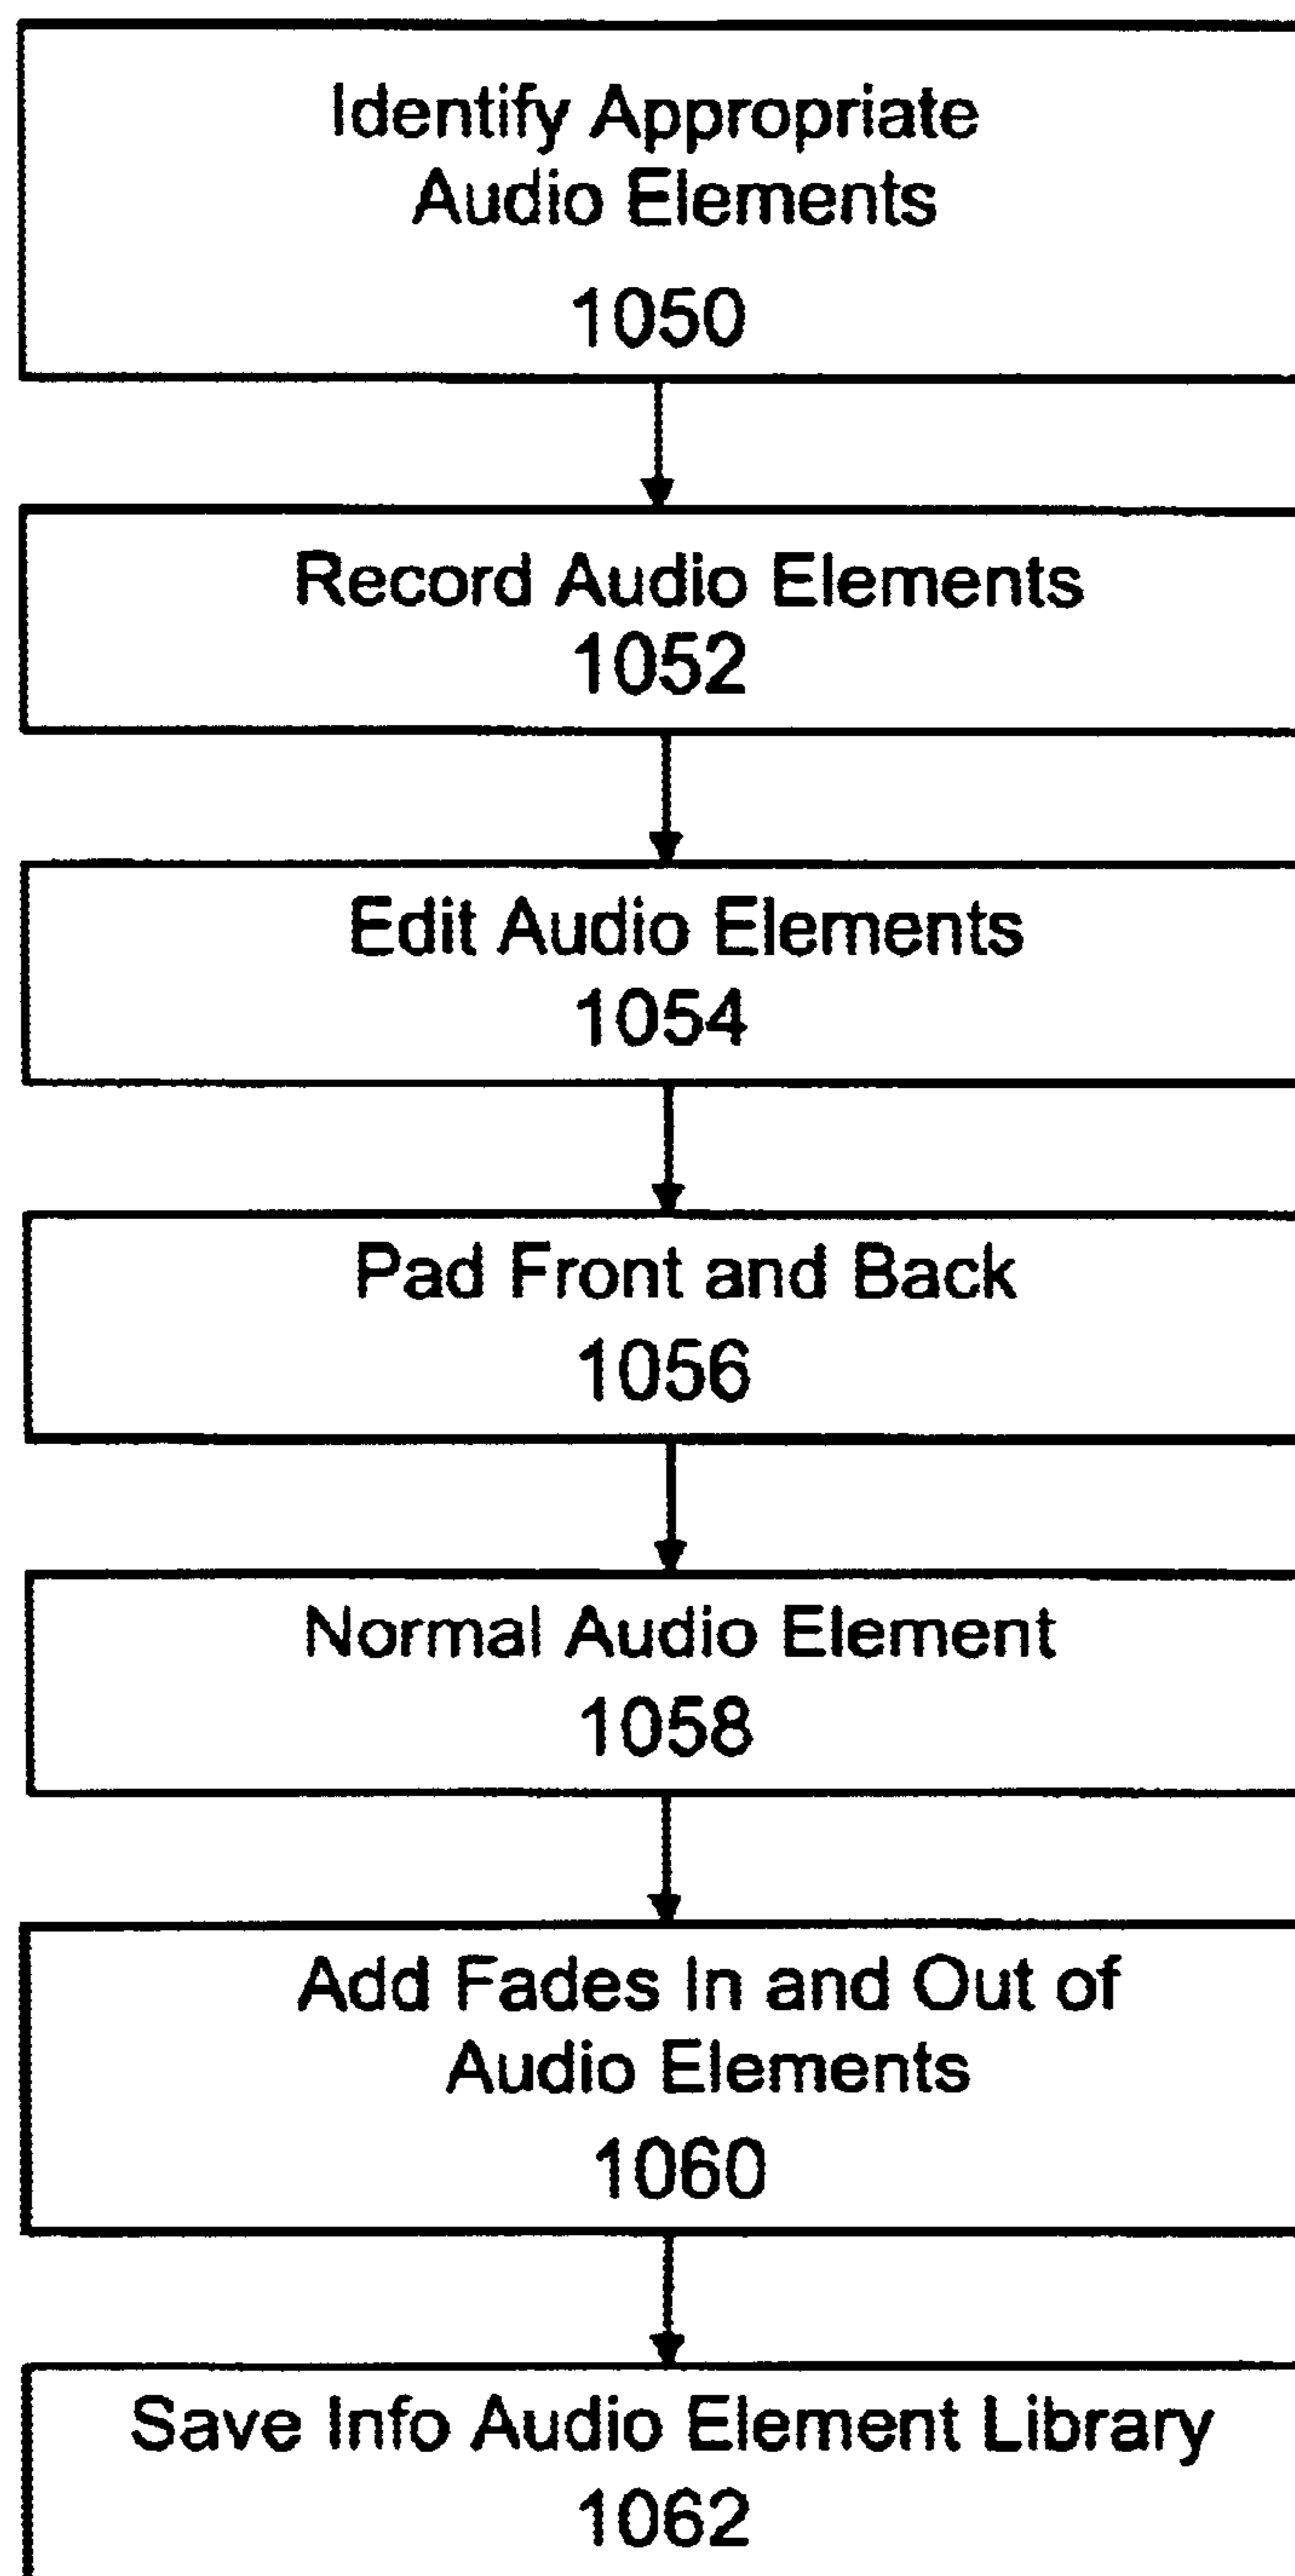 Identify Appropriate
Audio Elements
1050
Record Audio Elements
1052
Edit Audio Elements
1054
Pad Front and Back
1056
Normal Audio Element
1058
Add Fades In and Out of
Audio Elements
1060
Save Info Audio Element Library
1062